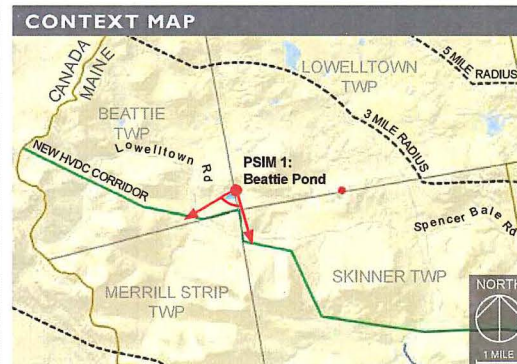 CONTEXT MAP
CANADA
MAINE
LOWELLTOWN
TWP
5 MILE RADIUS
BEATTIE
TWP
3 MILE RADIUS
Lowelltown Rd
NEW HVDC CORRIDOR
PSIM 1:
Beattie Pond
Spencer Bale Rd
SKINNER TWP
MERRILL STRIP
TWP
NORTH
1 MILE